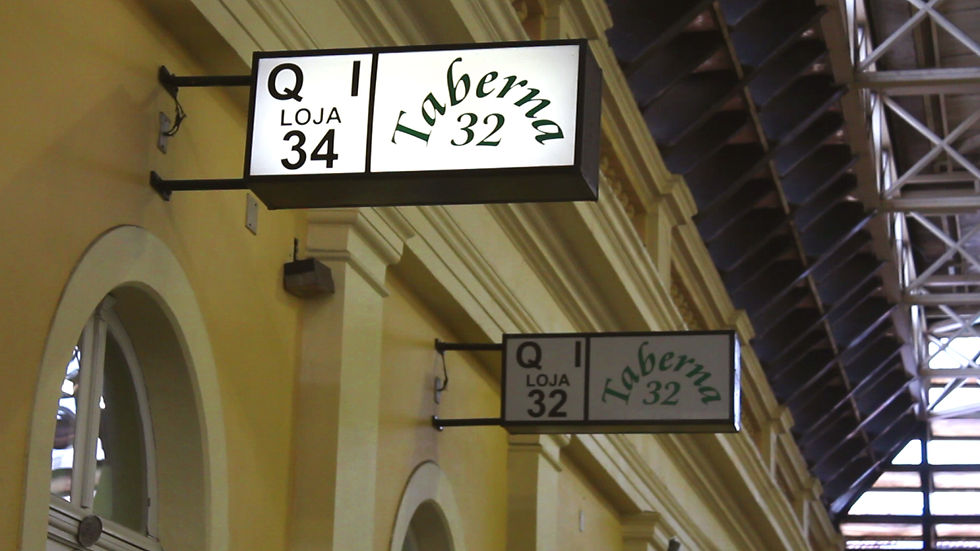 Q I
LOJA
34
Taberna
32
Q I
LOJA
32
Taberna
32